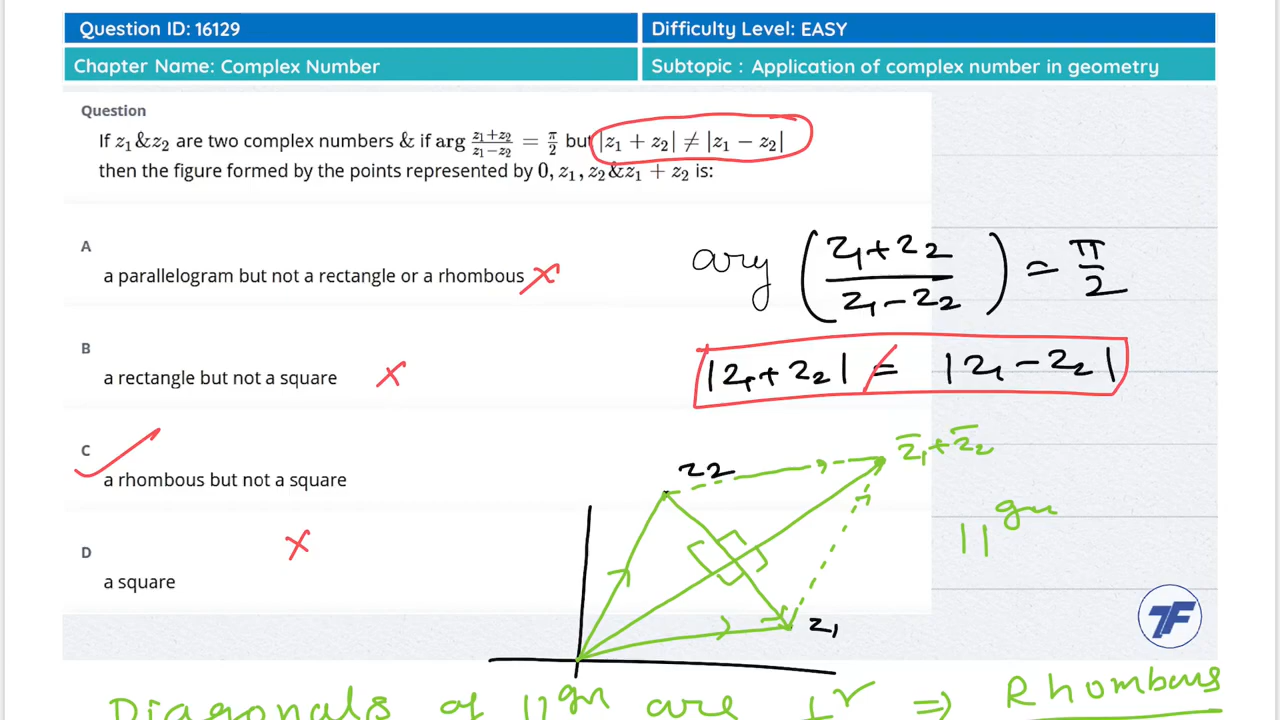 Question ID: 16129
Difficulty Level: EASY
Chapter Name: Complex Number
Subtopic : Application of complex number in geometry
Question
If z₁&z₂ are two complex numbers & if arg (z₁+z₂)/(z₁−z₂) = π/2 but |z₁ + z₂| ≠ |z₁ − z₂|
then the figure formed by the points represented by 0, z₁, z₂&z₁ + z₂ is:
A
a parallelogram but not a rectangle or a rhombous
B
a rectangle but not a square
C
a rhombous but not a square
D
a square
arg ((z₁+z₂)/(z₁−z₂)) = π/2
|z₁+z₂| ≠ |z₁−z₂|
z2
z̅₁+z̅₂
||gm
z₁
7F
Diagonals of ||gm are ⊥r ⇒ Rhombus